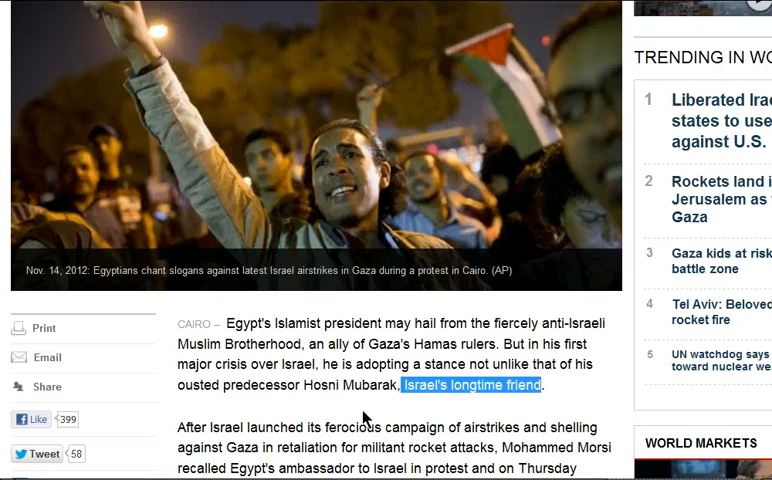 TRENDING IN WO
1 Liberated Ira
states to use
against U.S.
2 Rockets land i
Jerusalem as
Gaza
3 Gaza kids at risk
battle zone
4 Tel Aviv: Beloved
rocket fire
5 UN watchdog says
toward nuclear wea
WORLD MARKETS
Nov. 14, 2012: Egyptians chant slogans against latest Israel airstrikes in Gaza during a protest in Cairo. (AP)
Print
Email
Share
Like 399
Tweet 58
CAIRO – Egypt's Islamist president may hail from the fiercely anti-Israeli
Muslim Brotherhood, an ally of Gaza's Hamas rulers. But in his first
major crisis over Israel, he is adopting a stance not unlike that of his
ousted predecessor Hosni Mubarak, Israel's longtime friend.
After Israel launched its ferocious campaign of airstrikes and shelling
against Gaza in retaliation for militant rocket attacks, Mohammed Morsi
recalled Egypt's ambassador to Israel in protest and on Thursday